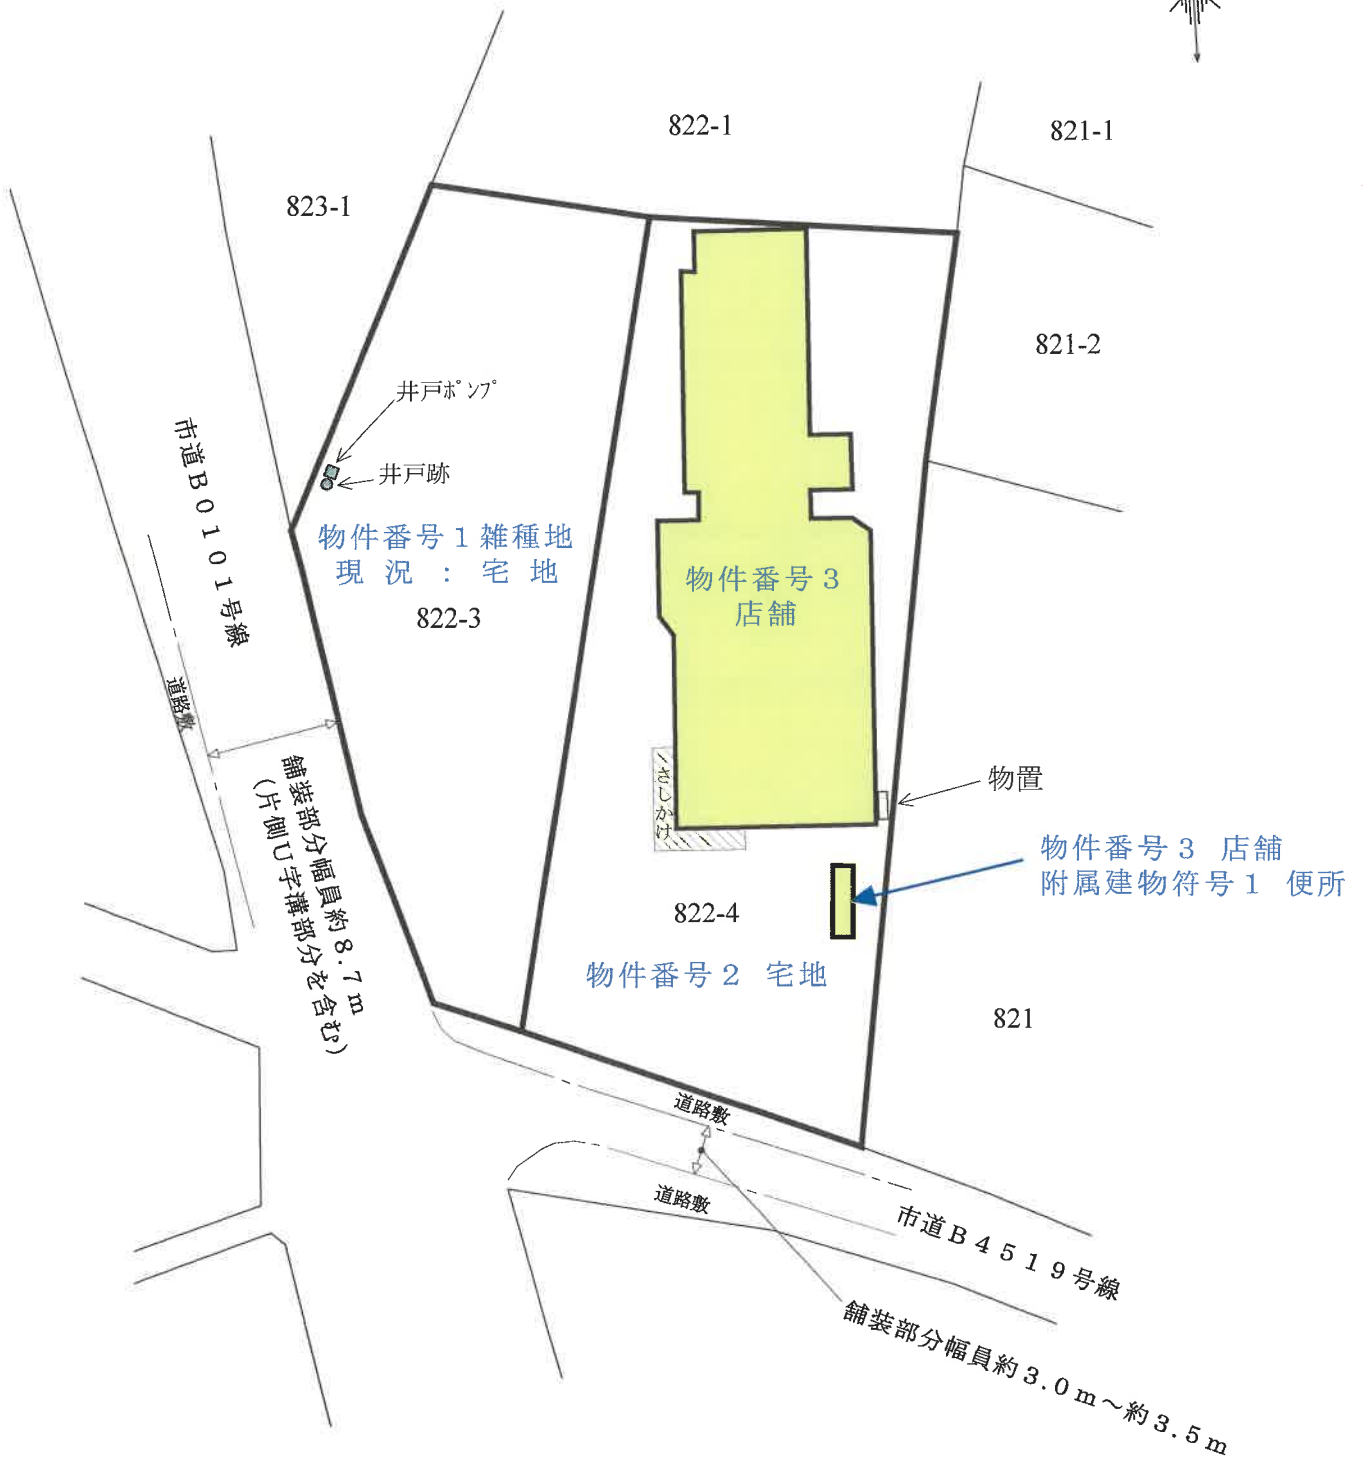 822-1
821-1
823-1
821-2
井戸ﾎﾟﾝﾌﾟ
井戸跡
市道Ｂ０１０１号線
物件番号１雑種地
現　況　：　宅　地
822-3
物件番号３
店舗
道路敷
舗装部分幅員約８.７ｍ
（片側Ｕ字溝部分を含む）
さしかけ
物置
物件番号３　店舗
附属建物符号１　便所
822-4
物件番号２　宅地
821
道路敷
道路敷
市道Ｂ４５１９号線
舗装部分幅員約３.０ｍ～約３.５ｍ